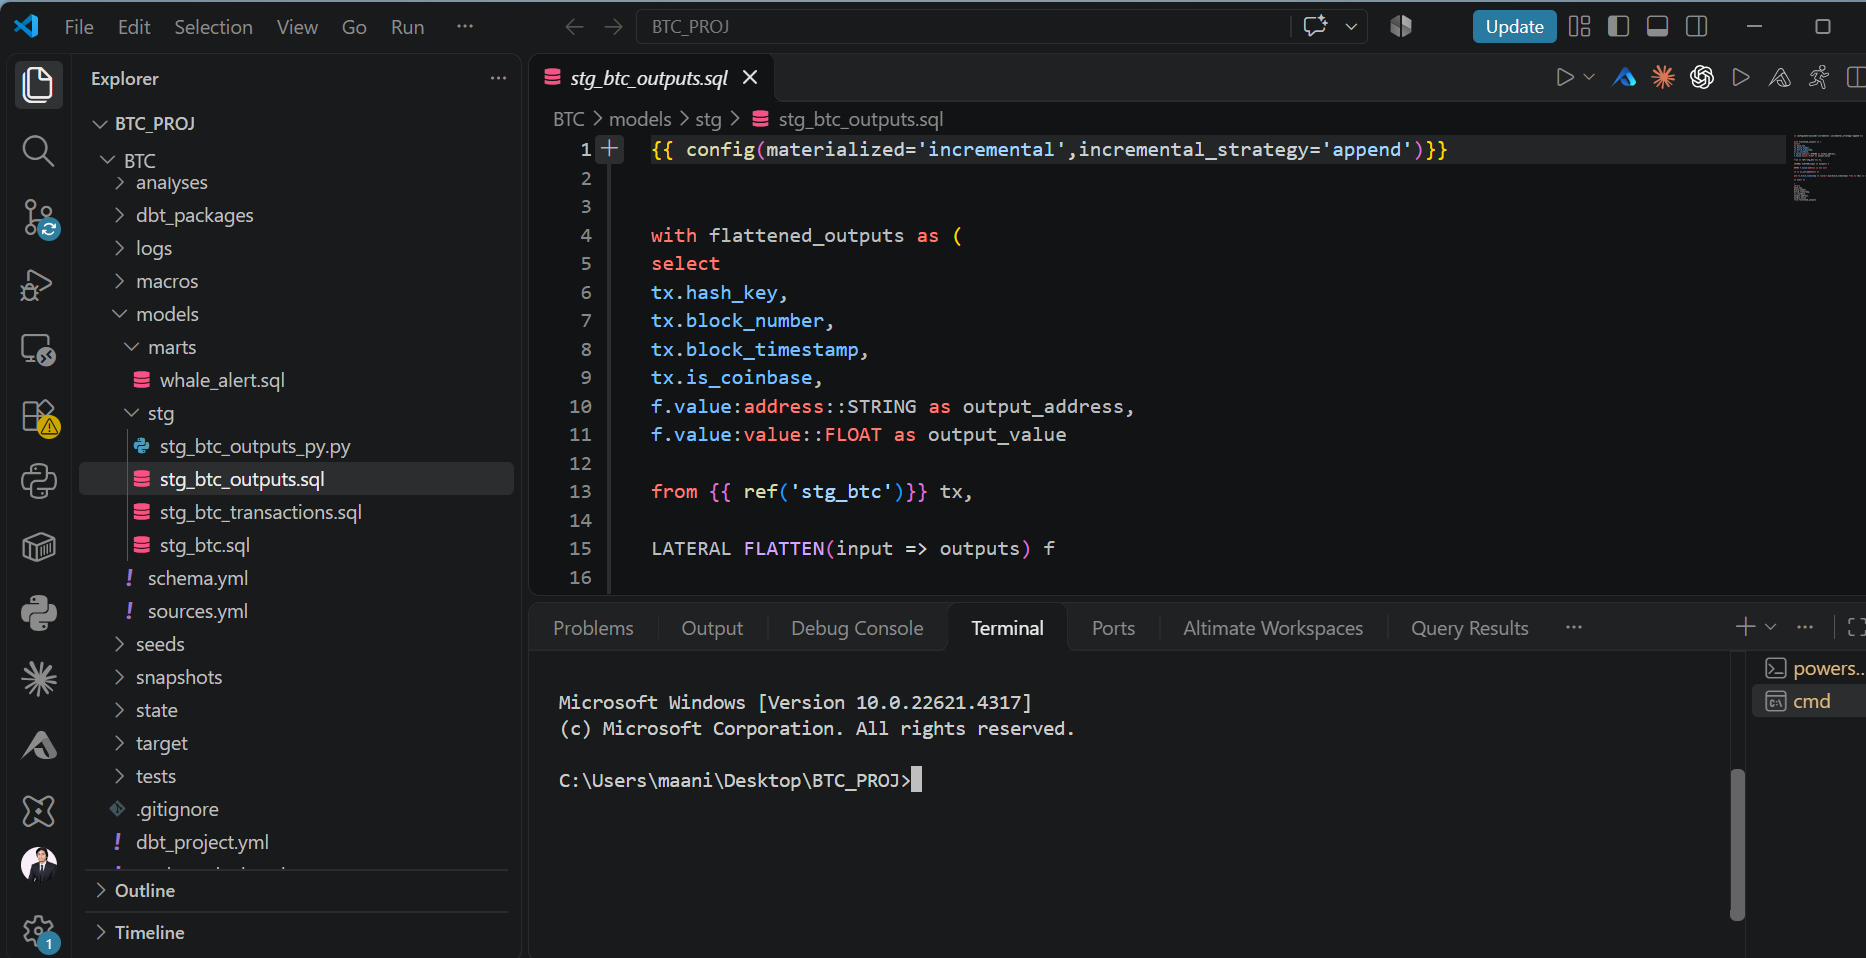 File Edit Selection View Go Run ···
BTC_PROJ
Update
Explorer
BTC_PROJ
BTC
analyses
dbt_packages
logs
macros
models
marts
whale_alert.sql
stg
stg_btc_outputs_py.py
stg_btc_outputs.sql
stg_btc_transactions.sql
stg_btc.sql
! schema.yml
! sources.yml
seeds
snapshots
state
target
tests
.gitignore
! dbt_project.yml
Outline
Timeline
1
stg_btc_outputs.sql
BTC > models > stg > stg_btc_outputs.sql
1 {{ config(materialized='incremental',incremental_strategy='append')}}
2
3
4 with flattened_outputs as (
5 select
6 tx.hash_key,
7 tx.block_number,
8 tx.block_timestamp,
9 tx.is_coinbase,
10 f.value:address::STRING as output_address,
11 f.value:value::FLOAT as output_value
12
13 from {{ ref('stg_btc')}} tx,
14
15 LATERAL FLATTEN(input => outputs) f
16
Problems Output Debug Console Terminal Ports Altimate Workspaces Query Results ···
Microsoft Windows [Version 10.0.22621.4317]
(c) Microsoft Corporation. All rights reserved.
C:\Users\maani\Desktop\BTC_PROJ>
powers...
cmd